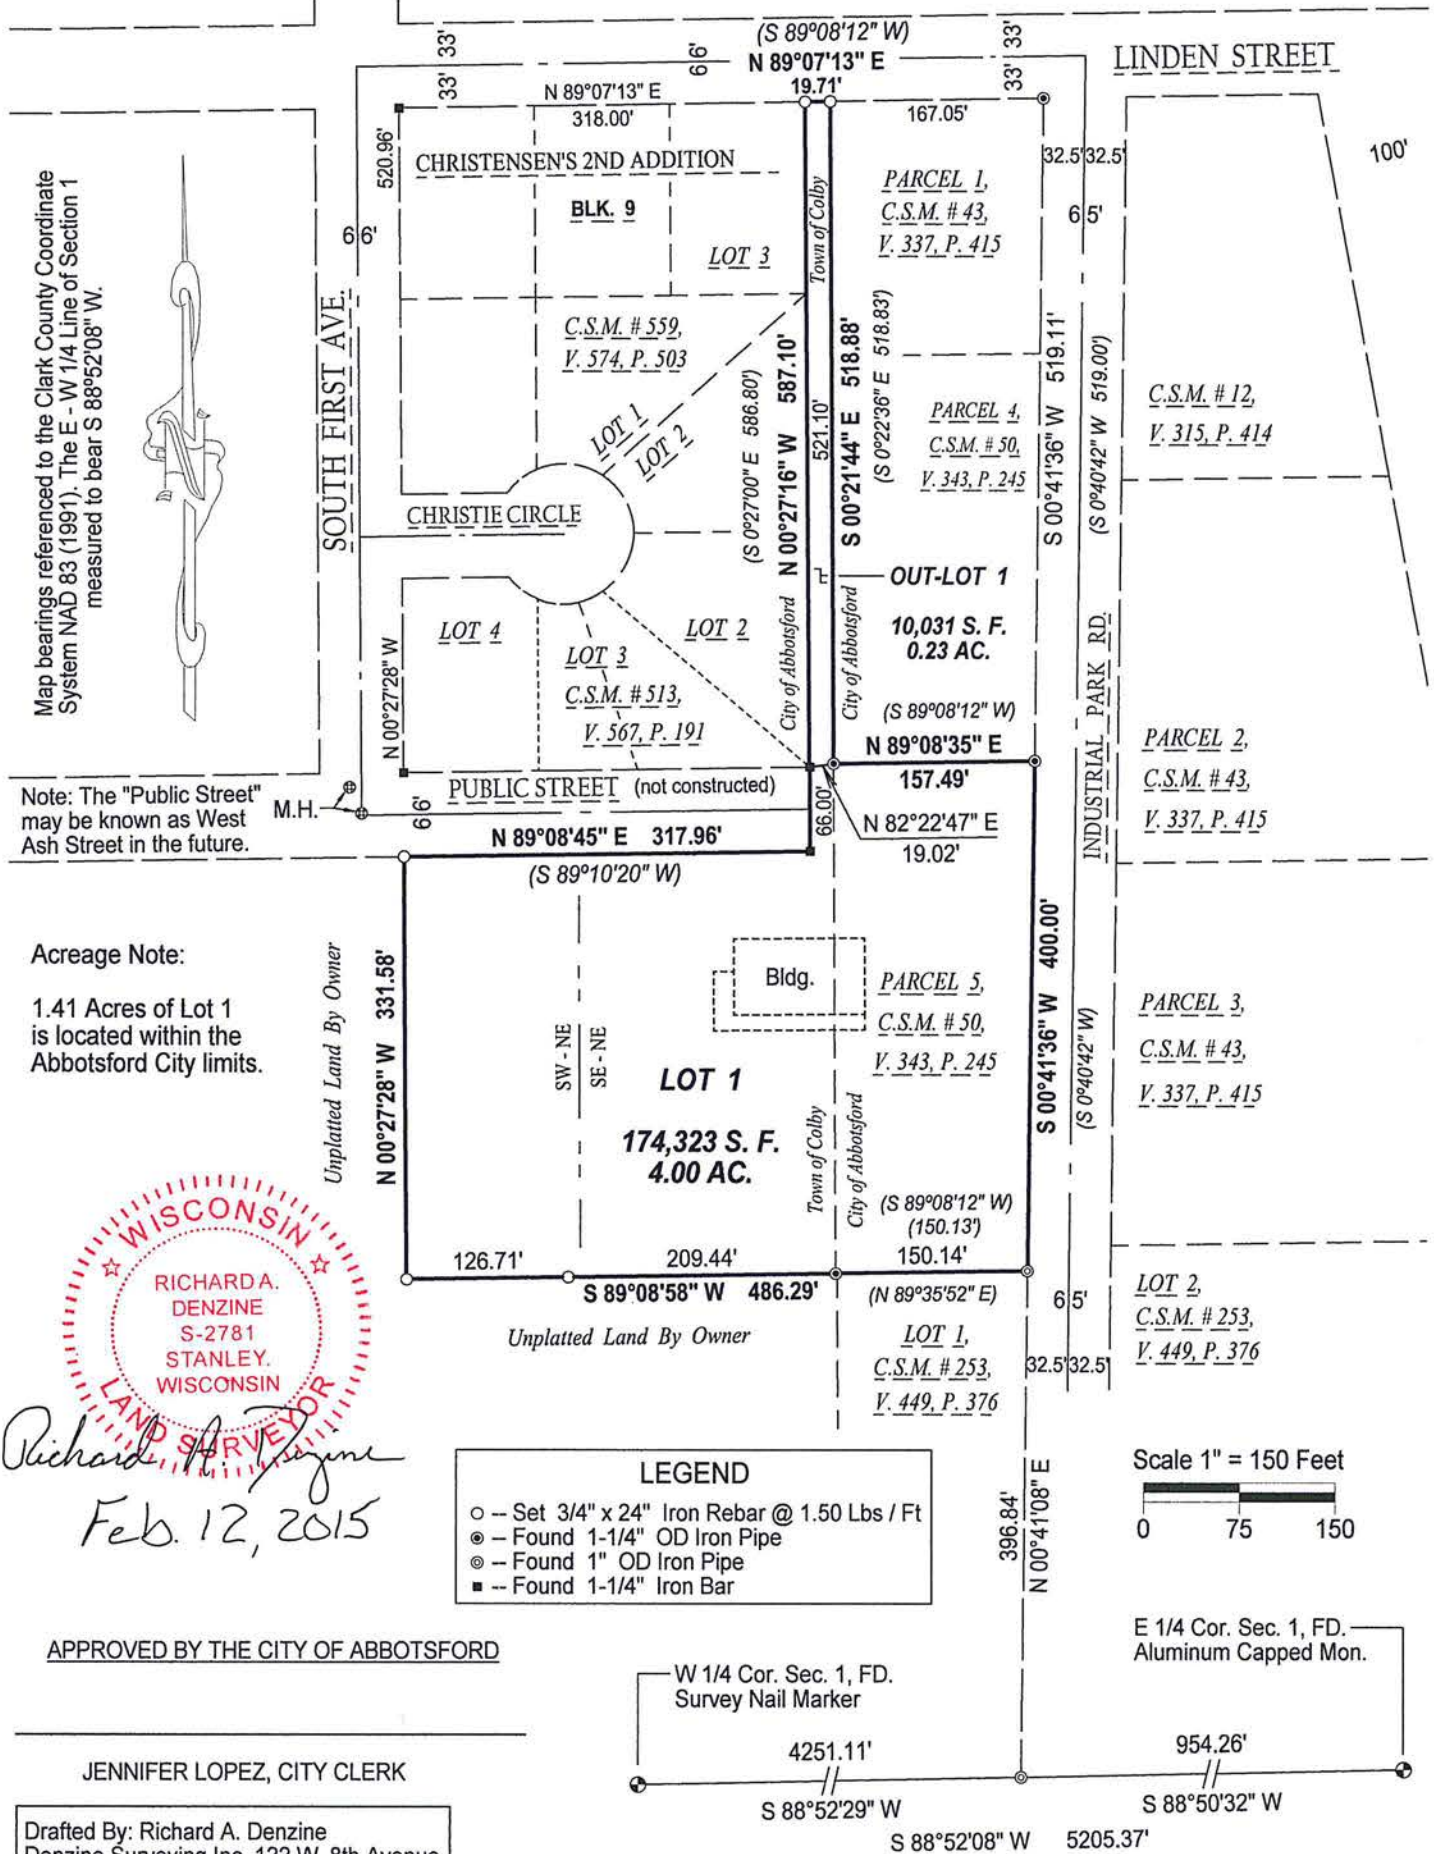 (S 89°08'12" W)
N 89°07'13" E
LINDEN STREET
33'
33'
66'
33'
33'
N 89°07'13" E
318.00'
19.71'
167.05'
520.96'
CHRISTENSEN'S 2ND ADDITION
BLK. 9
LOT 3
Town of Colby
PARCEL 1,
C.S.M. # 43,
V. 337, P. 415
32.5'
32.5'
100'
66'
65'
Map bearings referenced to the Clark County Coordinate
System NAD 83 (1991). The E - W 1/4 Line of Section 1
measured to bear S 88°52'08" W.
SOUTH FIRST AVE.
C.S.M. # 559,
V. 574, P. 503
LOT 1
LOT 2
(S 0°27'00" E 586.80')
N 00°27'16" W 587.10'
521.10'
S 00°21'44" E 518.88'
(S 0°22'36" E 518.83')
PARCEL 4,
C.S.M. # 50,
V. 343, P. 245
S 00°41'36" W 519.11'
(S 0°40'42" W 519.00')
C.S.M. # 12,
V. 315, P. 414
CHRISTIE CIRCLE
OUT-LOT 1
10,031 S. F.
0.23 AC.
City of Abbotsford
City of Abbotsford
LOT 4
LOT 3
C.S.M. # 513,
V. 567, P. 191
LOT 2
N 00°27'28" W
(S 89°08'12" W)
N 89°08'35" E
157.49'
INDUSTRIAL PARK RD.
PARCEL 2,
C.S.M. # 43,
V. 337, P. 415
Note: The "Public Street"
may be known as West
Ash Street in the future.
M.H.
66'
PUBLIC STREET (not constructed)
66.00'
N 82°22'47" E
19.02'
N 89°08'45" E 317.96'
(S 89°10'20" W)
Acreage Note:
1.41 Acres of Lot 1
is located within the
Abbotsford City limits.
Unplatted Land By Owner
N 00°27'28" W 331.58'
SW - NE
SE - NE
Bldg.
PARCEL 5,
C.S.M. # 50,
V. 343, P. 245
S 00°41'36" W 400.00'
(S 0°40'42" W)
PARCEL 3,
C.S.M. # 43,
V. 337, P. 415
LOT 1
174,323 S. F.
4.00 AC.
Town of Colby
City of Abbotsford
(S 89°08'12" W)
(150.13')
126.71'
209.44'
150.14'
S 89°08'58" W 486.29'
(N 89°35'52" E)
65'
Unplatted Land By Owner
LOT 1,
C.S.M. # 253,
V. 449, P. 376
32.5'
32.5'
LOT 2,
C.S.M. # 253,
V. 449, P. 376
WISCONSIN
RICHARD A.
DENZINE
S-2781
STANLEY.
WISCONSIN
LAND SURVEYOR
Richard A. Denzine
Feb. 12, 2015
LEGEND
-- Set 3/4" x 24" Iron Rebar @ 1.50 Lbs / Ft
-- Found 1-1/4" OD Iron Pipe
-- Found 1" OD Iron Pipe
-- Found 1-1/4" Iron Bar
396.84'
N 00°41'08" E
Scale 1" = 150 Feet
0 75 150
APPROVED BY THE CITY OF ABBOTSFORD
JENNIFER LOPEZ, CITY CLERK
W 1/4 Cor. Sec. 1, FD.
Survey Nail Marker
E 1/4 Cor. Sec. 1, FD.
Aluminum Capped Mon.
4251.11'
954.26'
S 88°52'29" W
S 88°50'32" W
S 88°52'08" W 5205.37'
Drafted By: Richard A. Denzine
Denzine Surveying Inc. 122 W. 8th Avenue